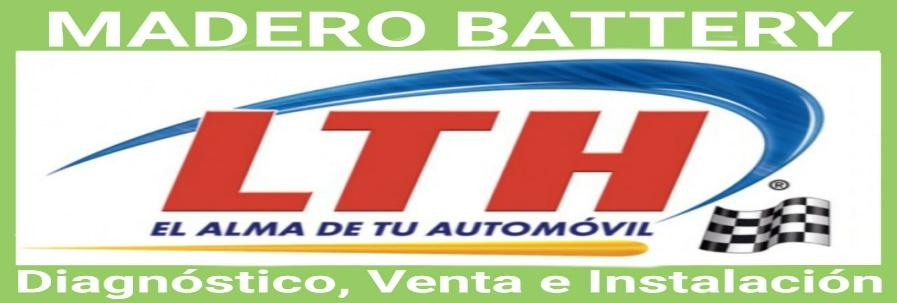 MADERO BATTERY
LTH
®
EL ALMA DE TU AUTOMÓVIL
Diagnóstico, Venta e Instalación